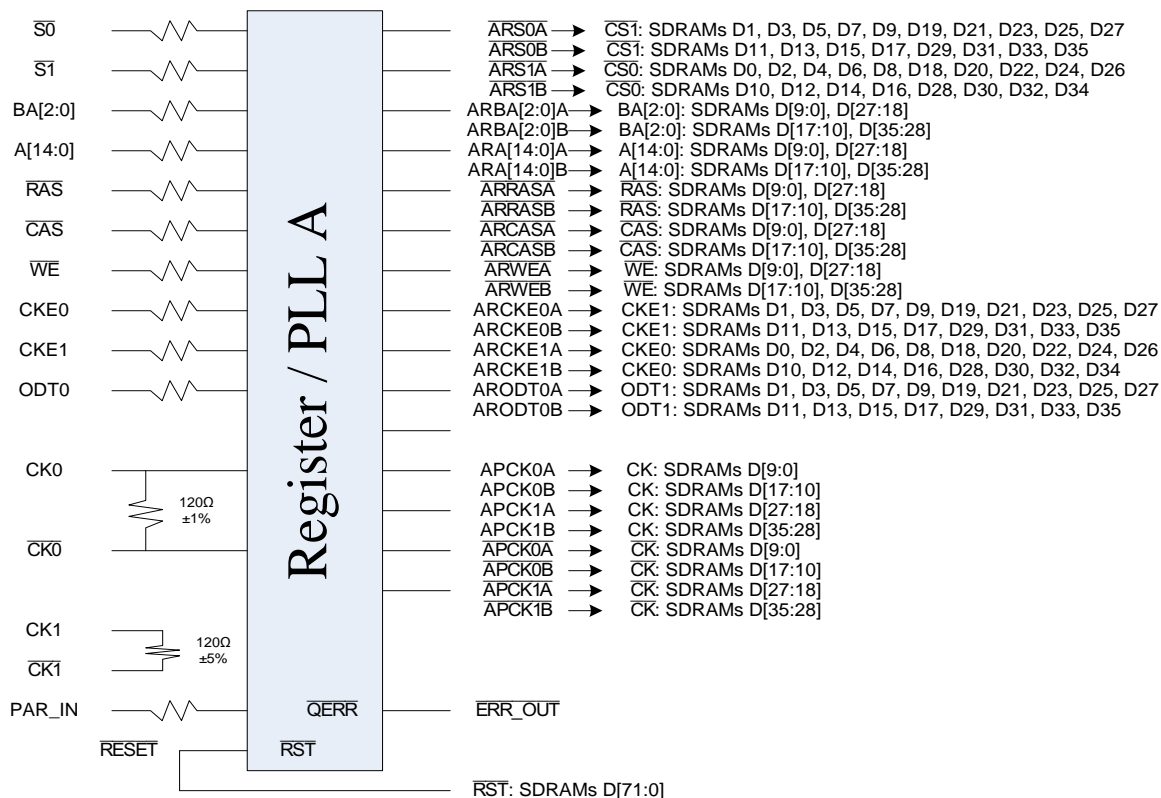 S0
S1
BA[2:0]
A[14:0]
RAS
CAS
WE
CKE0
CKE1
ODT0
CK0
120Ω
±1%
CK0
CK1
120Ω
±5%
CK1
PAR_IN
RESET
Register / PLL A
QERR
RST
ARS0A CS1: SDRAMs D1, D3, D5, D7, D9, D19, D21, D23, D25, D27
ARS0B CS1: SDRAMs D11, D13, D15, D17, D29, D31, D33, D35
ARS1A CS0: SDRAMs D0, D2, D4, D6, D8, D18, D20, D22, D24, D26
ARS1B CS0: SDRAMs D10, D12, D14, D16, D28, D30, D32, D34
ARBA[2:0]A BA[2:0]: SDRAMs D[9:0], D[27:18]
ARBA[2:0]B BA[2:0]: SDRAMs D[17:10], D[35:28]
ARA[14:0]A A[14:0]: SDRAMs D[9:0], D[27:18]
ARA[14:0]B A[14:0]: SDRAMs D[17:10], D[35:28]
ARRASA RAS: SDRAMs D[9:0], D[27:18]
ARRASB RAS: SDRAMs D[17:10], D[35:28]
ARCASA CAS: SDRAMs D[9:0], D[27:18]
ARCASB CAS: SDRAMs D[17:10], D[35:28]
ARWEA WE: SDRAMs D[9:0], D[27:18]
ARWEB WE: SDRAMs D[17:10], D[35:28]
ARCKE0A CKE1: SDRAMs D1, D3, D5, D7, D9, D19, D21, D23, D25, D27
ARCKE0B CKE1: SDRAMs D11, D13, D15, D17, D29, D31, D33, D35
ARCKE1A CKE0: SDRAMs D0, D2, D4, D6, D8, D18, D20, D22, D24, D26
ARCKE1B CKE0: SDRAMs D10, D12, D14, D16, D28, D30, D32, D34
ARODT0A ODT1: SDRAMs D1, D3, D5, D7, D9, D19, D21, D23, D25, D27
ARODT0B ODT1: SDRAMs D11, D13, D15, D17, D29, D31, D33, D35
APCK0A CK: SDRAMs D[9:0]
APCK0B CK: SDRAMs D[17:10]
APCK1A CK: SDRAMs D[27:18]
APCK1B CK: SDRAMs D[35:28]
APCK0A CK: SDRAMs D[9:0]
APCK0B CK: SDRAMs D[17:10]
APCK1A CK: SDRAMs D[27:18]
APCK1B CK: SDRAMs D[35:28]
ERR_OUT
RST: SDRAMs D[71:0]